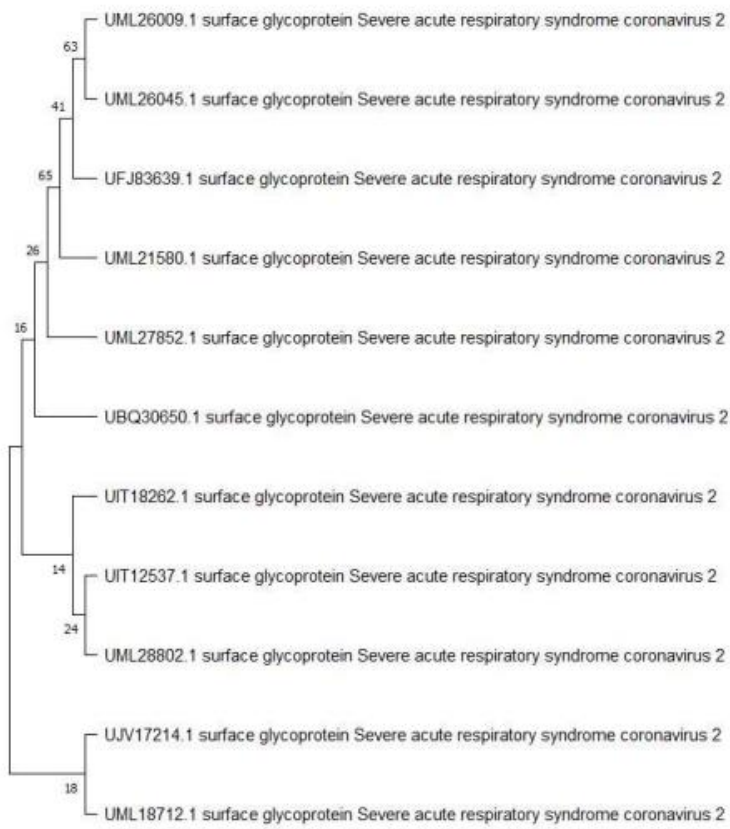 UML26009.1 surface glycoprotein Severe acute respiratory syndrome coronavirus 2
63
UML26045.1 surface glycoprotein Severe acute respiratory syndrome coronavirus 2
41
UFJ83639.1 surface glycoprotein Severe acute respiratory syndrome coronavirus 2
65
UML21580.1 surface glycoprotein Severe acute respiratory syndrome coronavirus 2
26
UML27852.1 surface glycoprotein Severe acute respiratory syndrome coronavirus 2
16
UBQ30650.1 surface glycoprotein Severe acute respiratory syndrome coronavirus 2
UIT18262.1 surface glycoprotein Severe acute respiratory syndrome coronavirus 2
14
UIT12537.1 surface glycoprotein Severe acute respiratory syndrome coronavirus 2
24
UML28802.1 surface glycoprotein Severe acute respiratory syndrome coronavirus 2
UJV17214.1 surface glycoprotein Severe acute respiratory syndrome coronavirus 2
18
UML18712.1 surface glycoprotein Severe acute respiratory syndrome coronavirus 2